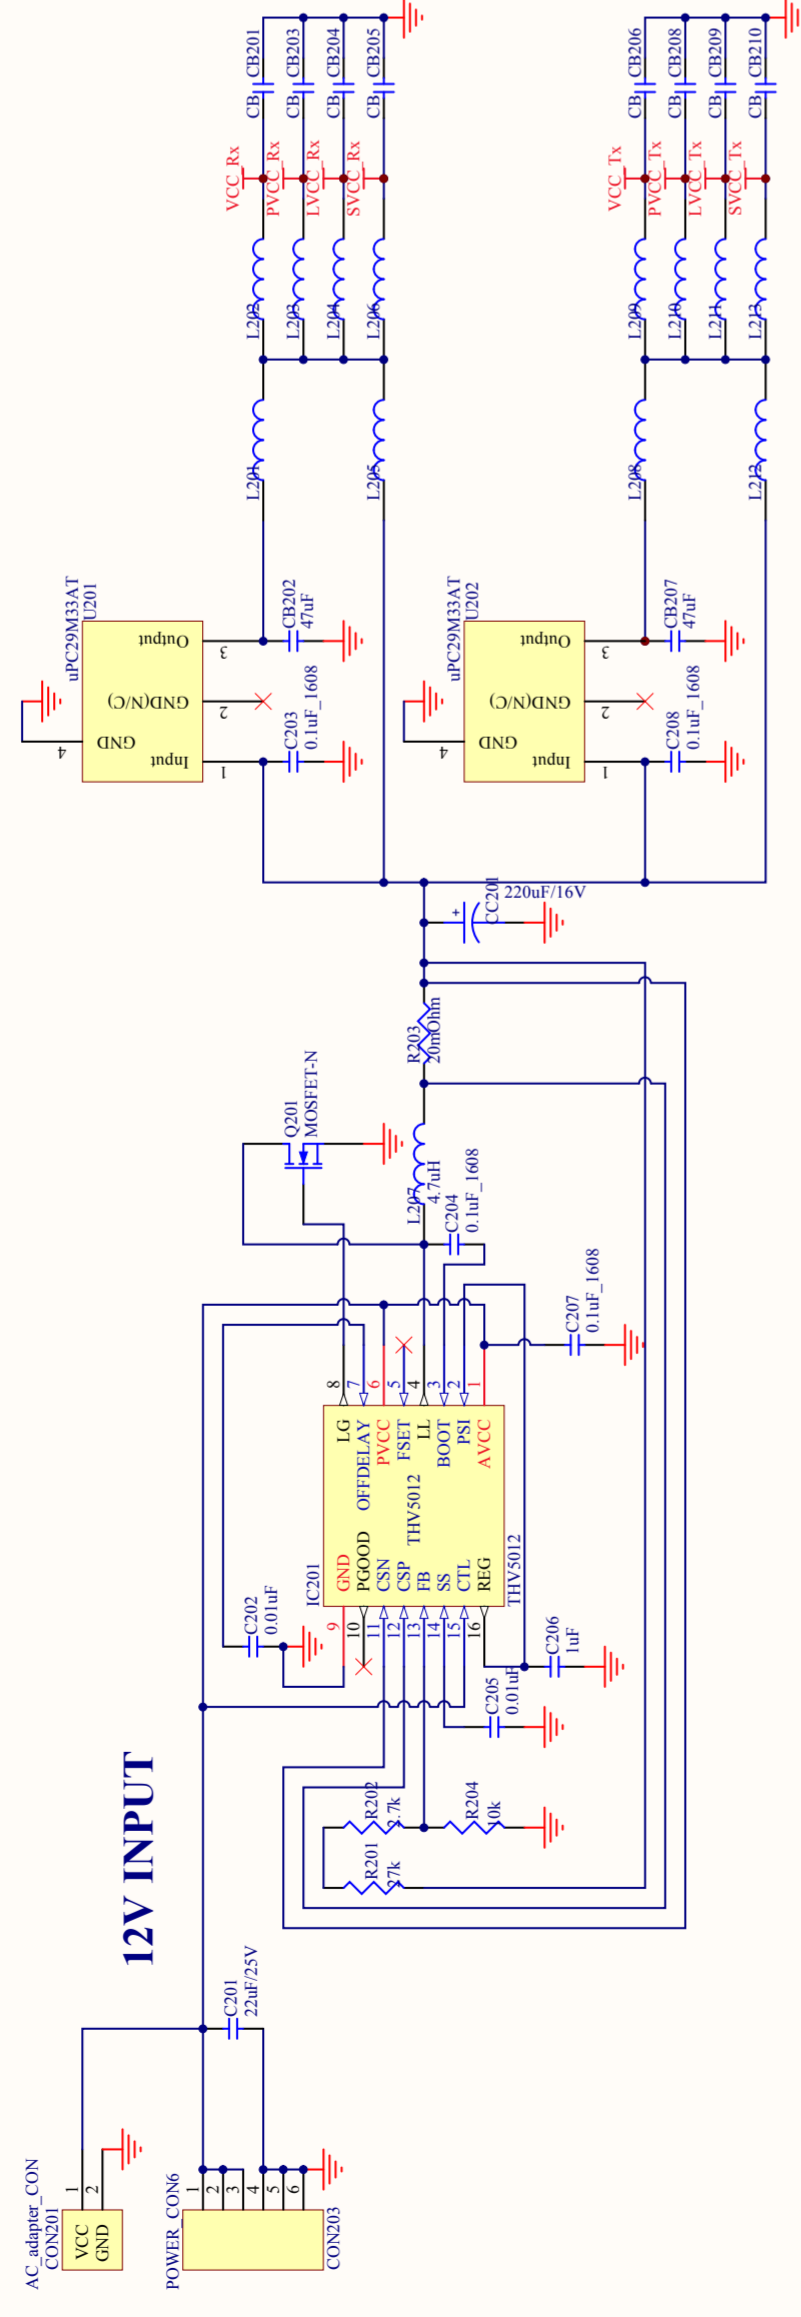 12V INPUT
AC_adapter_CON
CON201
VCC
GND
1
2
POWER_CON6
CON203
1
2
3
4
5
6
C201
22uF/25V
R201
27k
R202
2.7k
R204
10k
C202
0.01uF
C205
0.01uF
C206
1uF
IC201
THV5012
THV5012
GND
PGOOD
CSN
CSP
FB
SS
CTL
REG
9
10
11
12
13
14
15
16
LG
OFFDELAY
PVCC
FSET
LL
BOOT
PSI
AVCC
8
7
6
5
4
3
2
1
C207
0.1uF_1608
C204
0.1uF_1608
L207
4.7uH
Q201
MOSFET-N
R203
20mOhm
CC201
+
220uF/16V
uPC29M33AT
U201
Input
GND(N/C)
Output
GND
1
2
3
4
C203
0.1uF_1608
CB202
47uF
uPC29M33AT
U202
Input
GND(N/C)
Output
GND
1
2
3
4
C208
0.1uF_1608
CB207
47uF
L201
L205
L208
L212
L202
L203
L204
L206
L209
L210
L211
L213
VCC_Rx
PVCC_Rx
LVCC_Rx
SVCC_Rx
VCC_Tx
PVCC_Tx
LVCC_Tx
SVCC_Tx
CB CB201
CB CB203
CB CB204
CB CB205
CB CB206
CB CB208
CB CB209
CB CB210